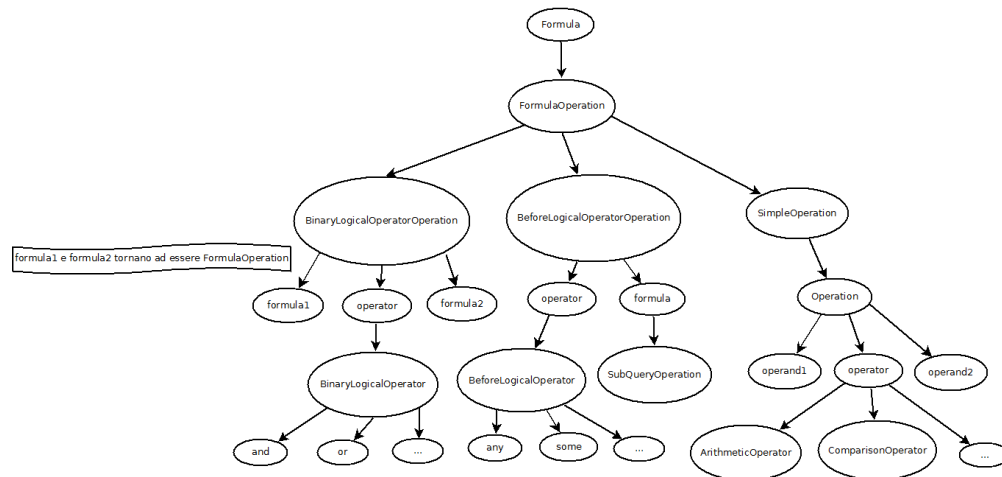 Formula
FormulaOperation
BinaryLogicalOperatorOperation
BeforeLogicalOperatorOperation
SimpleOperation
formula1 e formula2 tornano ad essere FormulaOperation
formula1
operator
formula2
operator
formula
Operation
BinaryLogicalOperator
BeforeLogicalOperator
SubQueryOperation
operand1
operator
operand2
and
or
...
any
some
...
ArithmeticOperator
ComparisonOperator
...